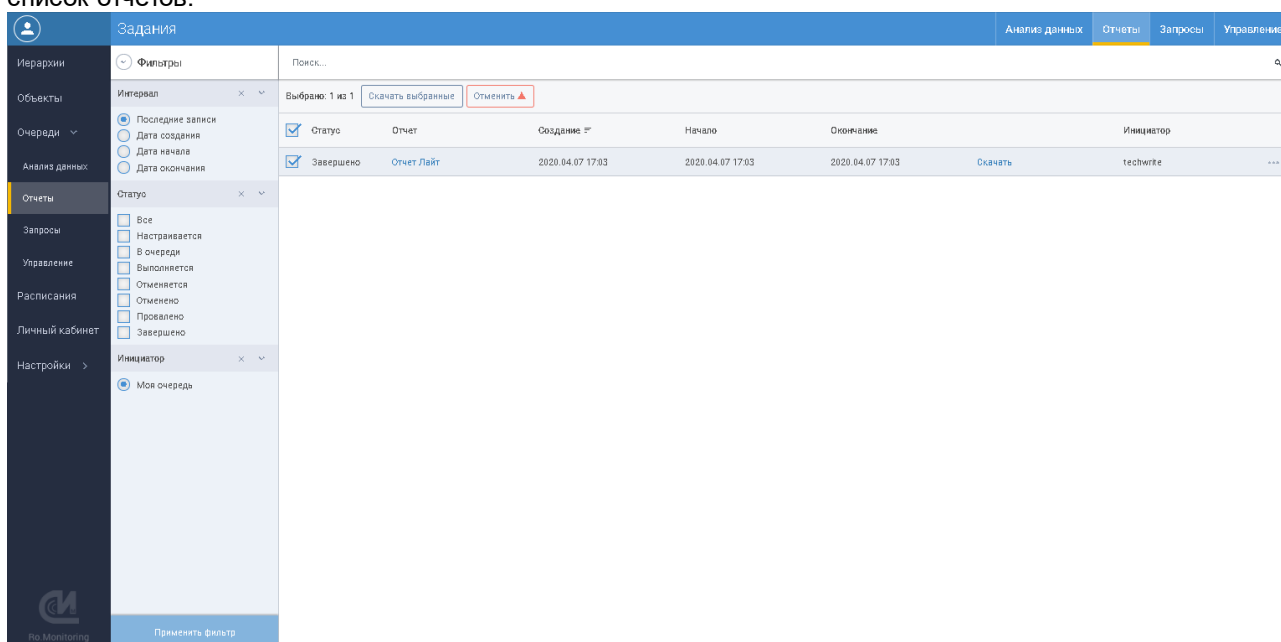 список отчетов.
Задания
Анализ данных
Отчеты
Запросы
Управление
Иерархии
Объекты
Очереди
Анализ данных
Отчеты
Запросы
Управление
Расписания
Личный кабинет
Настройки
Ro Monitoring
Фильтры
Интервал
Последние записи
Дата создания
Дата начала
Дата окончания
Статус
Все
Настраивается
В очереди
Выполняется
Отменяется
Отменено
Провалено
Завершено
Инициатор
Моя очередь
Применить фильтр
Поиск...
Выбрано: 1 из 1 Скачать выбранные Отменить
Статус Отчет Создание Начало Окончание Инициатор
Завершено Отчет Лайт 2020.04.07 17:03 2020.04.07 17:03 2020.04.07 17:03 Скачать techwrite ...